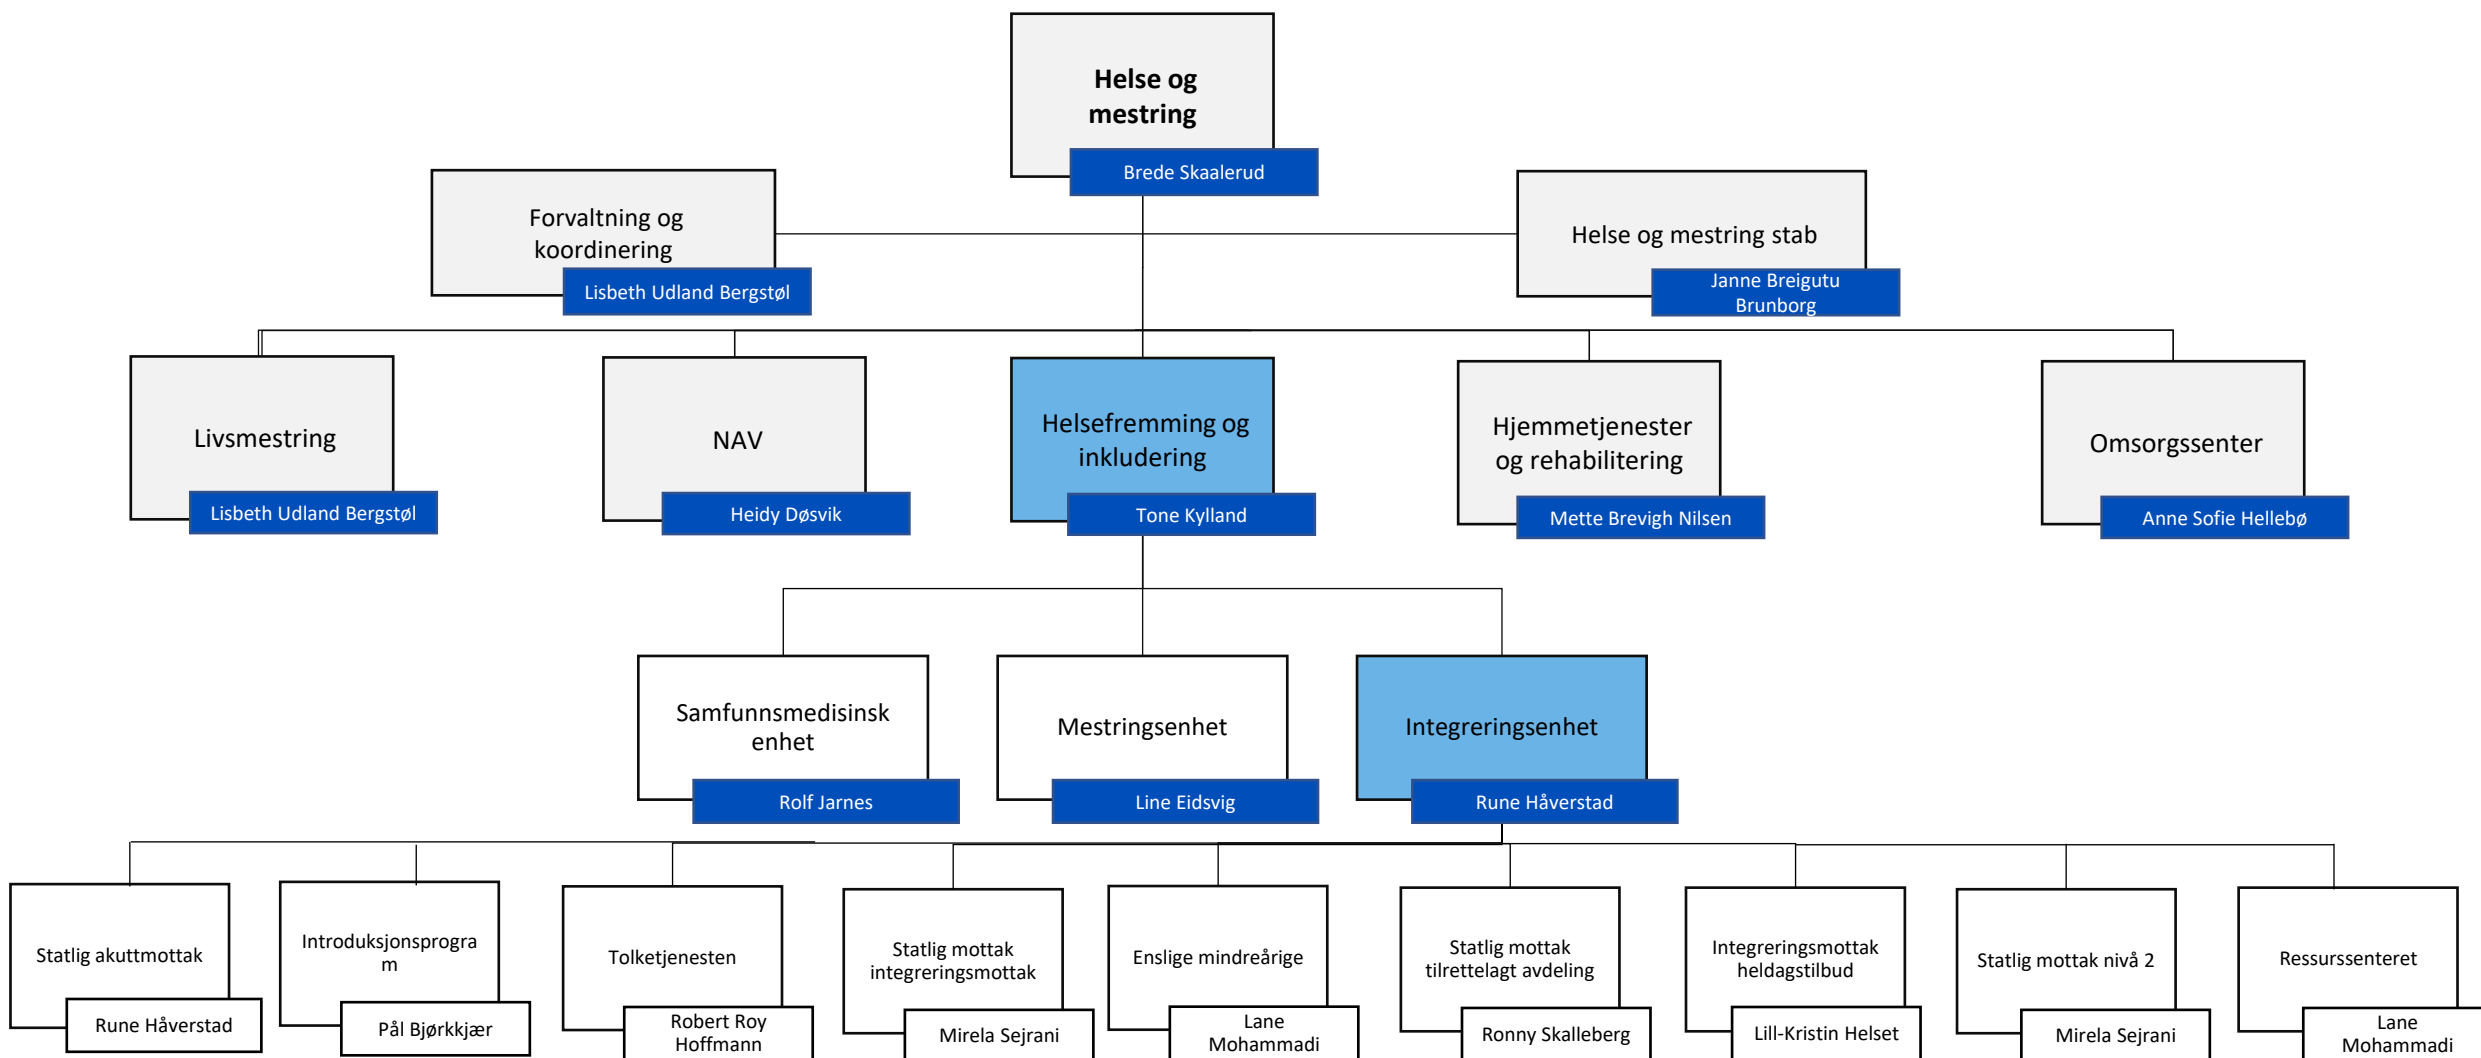 Helse og
mestring
Brede Skaalerud
Forvaltning og
koordinering
Lisbeth Udland Bergstøl
Helse og mestring stab
Janne Breigutu
Brunborg
Livsmestring
Lisbeth Udland Bergstøl
NAV
Heidy Døsvik
Helsefremming og
inkludering
Tone Kylland
Hjemmetjenester
og rehabilitering
Mette Brevigh Nilsen
Omsorgssenter
Anne Sofie Hellebø
Samfunnsmedisinsk
enhet
Rolf Jarnes
Mestringsenhet
Line Eidsvig
Integreringsenhet
Rune Håverstad
Statlig akuttmottak
Rune Håverstad
Introduksjonsprogra
m
Pål Bjørkkjær
Tolketjenesten
Robert Roy
Hoffmann
Statlig mottak
integreringsmottak
Mirela Sejrani
Enslige mindreårige
Lane
Mohammadi
Statlig mottak
tilrettelagt avdeling
Ronny Skalleberg
Integreringsmottak
heldagstilbud
Lill-Kristin Helset
Statlig mottak nivå 2
Mirela Sejrani
Ressurssenteret
Lane
Mohammadi